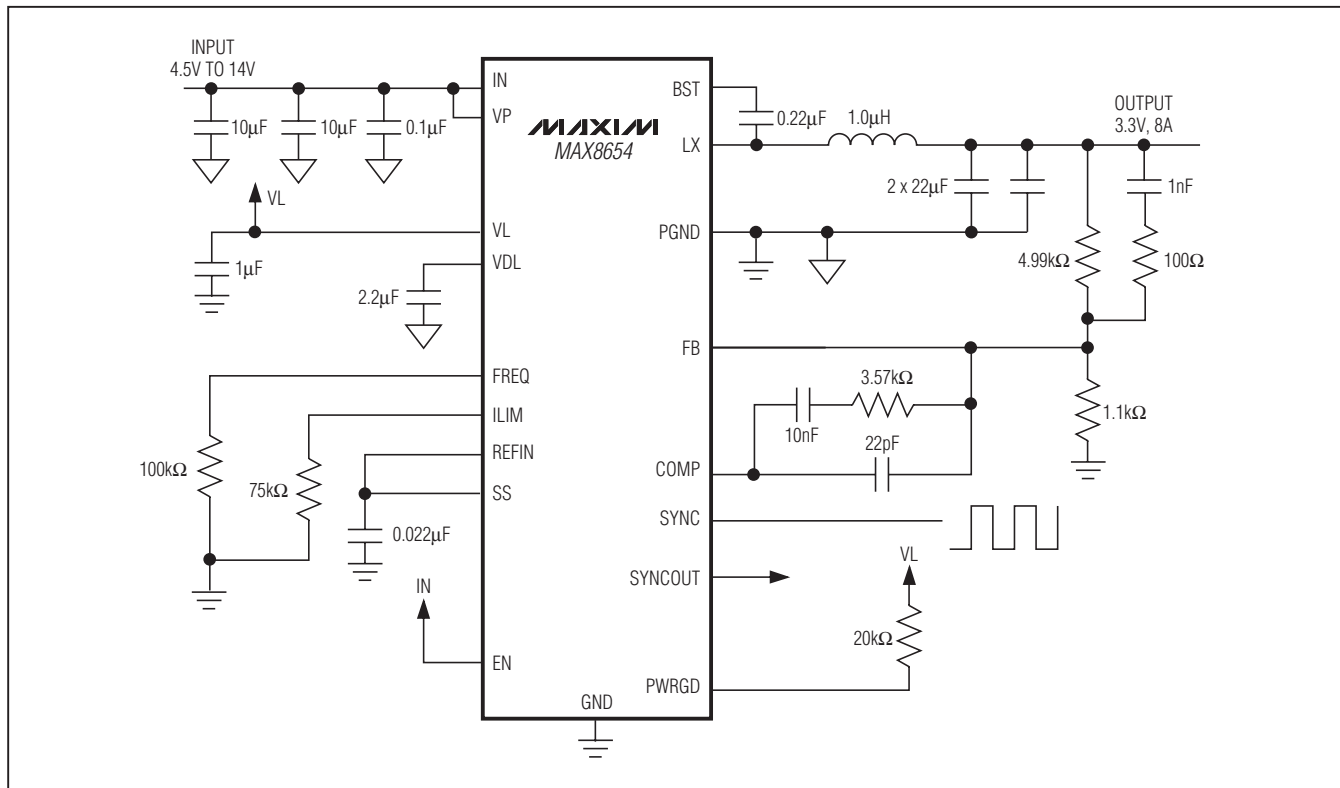 INPUT
4.5V TO 14V
10µF
10µF
0.1µF
VL
1µF
2.2µF
100kΩ
75kΩ
0.022µF
IN
IN
VP
VL
VDL
FREQ
ILIM
REFIN
SS
EN
MAXIM
MAX8654
GND
BST
LX
PGND
FB
COMP
SYNC
SYNCOUT
PWRGD
0.22µF
1.0µH
OUTPUT
3.3V, 8A
2 x 22µF
1nF
4.99kΩ
100Ω
3.57kΩ
10nF
22pF
1.1kΩ
VL
20kΩ